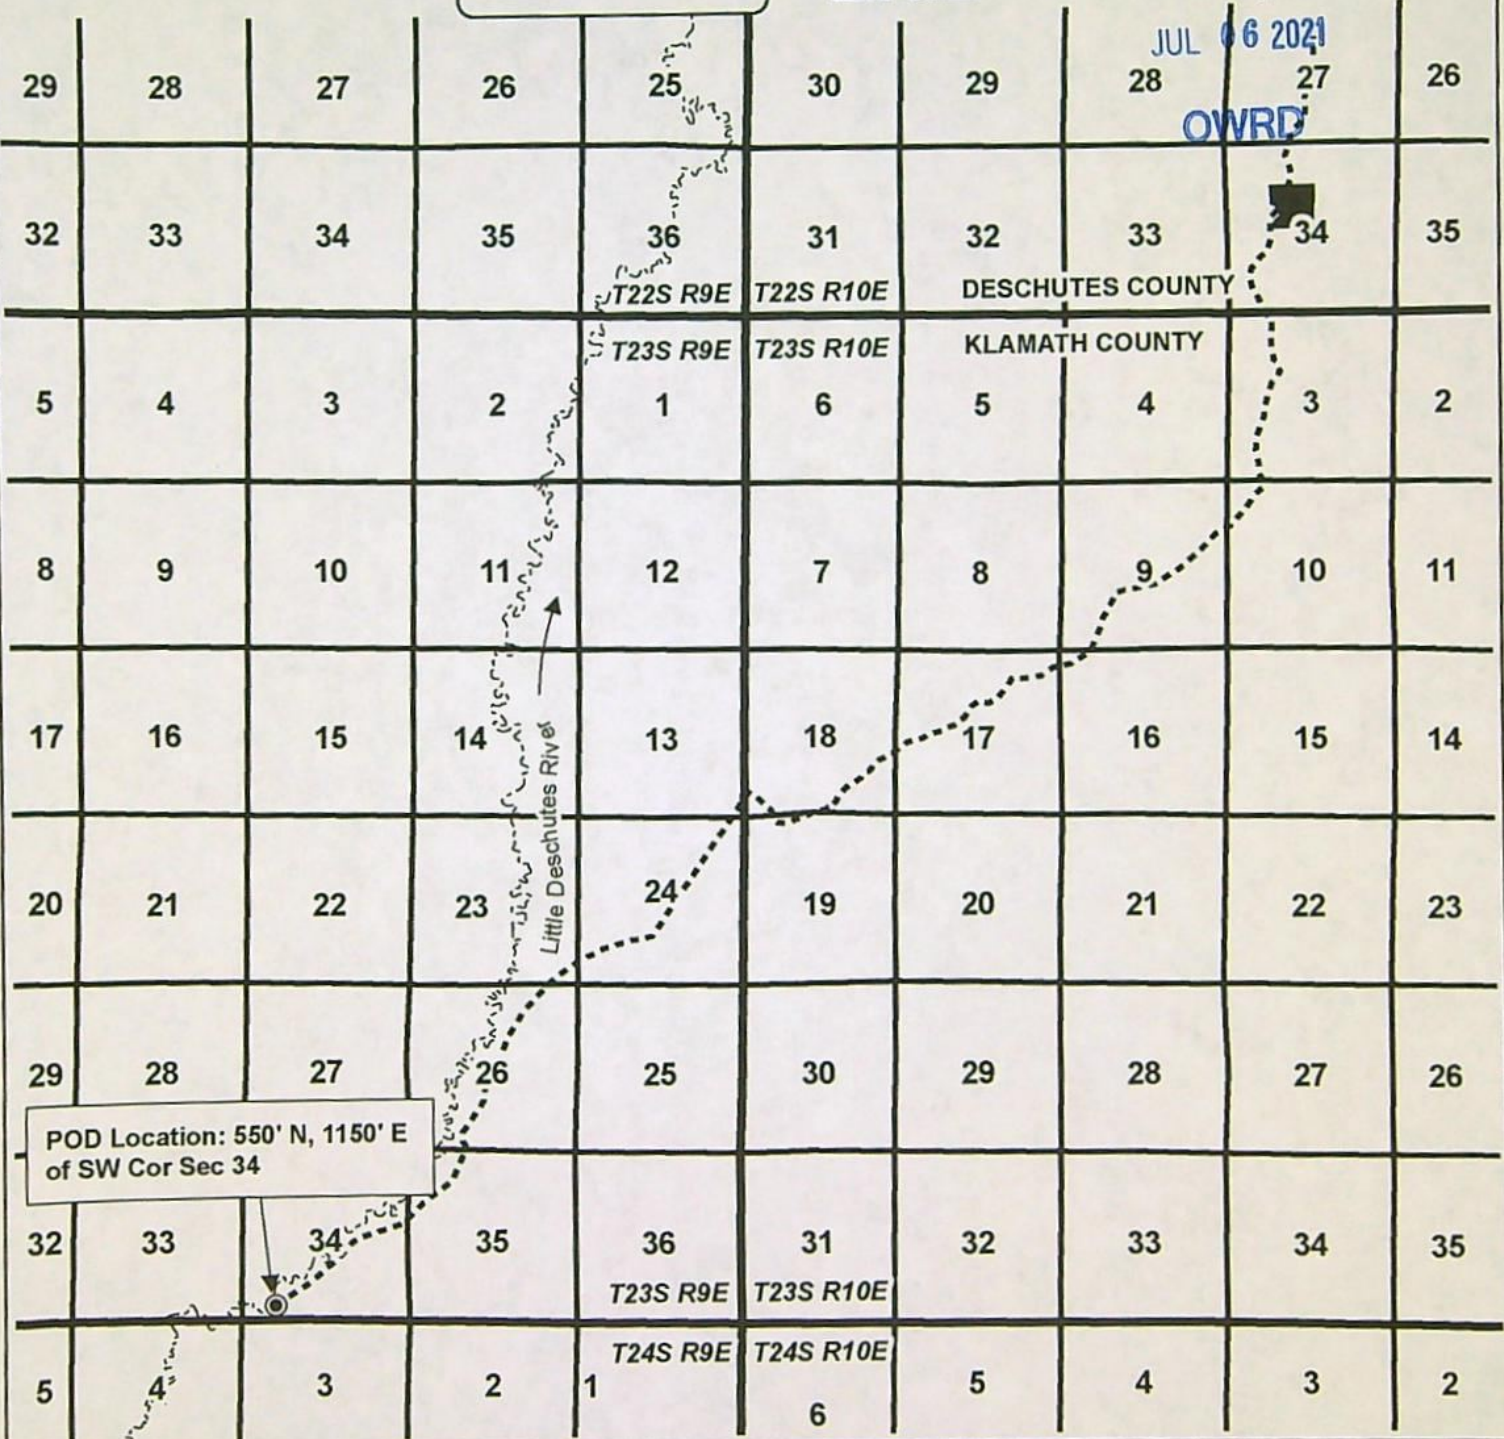 JUL 06 2021
29 28 27 26 25 30 29 28 27 26
OWRD
32 33 34 35 36 31 32 33 34 35
T22S R9E T22S R10E DESCHUTES COUNTY
T23S R9E T23S R10E KLAMATH COUNTY
5 4 3 2 1 6 5 4 3 2
8 9 10 11 12 7 8 9 10 11
17 16 15 14 13 18 17 16 15 14
Little Deschutes River
20 21 22 23 24 19 20 21 22 23
29 28 27 26 25 30 29 28 27 26
POD Location: 550' N, 1150' E
of SW Cor Sec 34
32 33 34 35 36 31 32 33 34 35
T23S R9E T23S R10E
T24S R9E T24S R10E
5 4 3 2 1 6 5 4 3 2